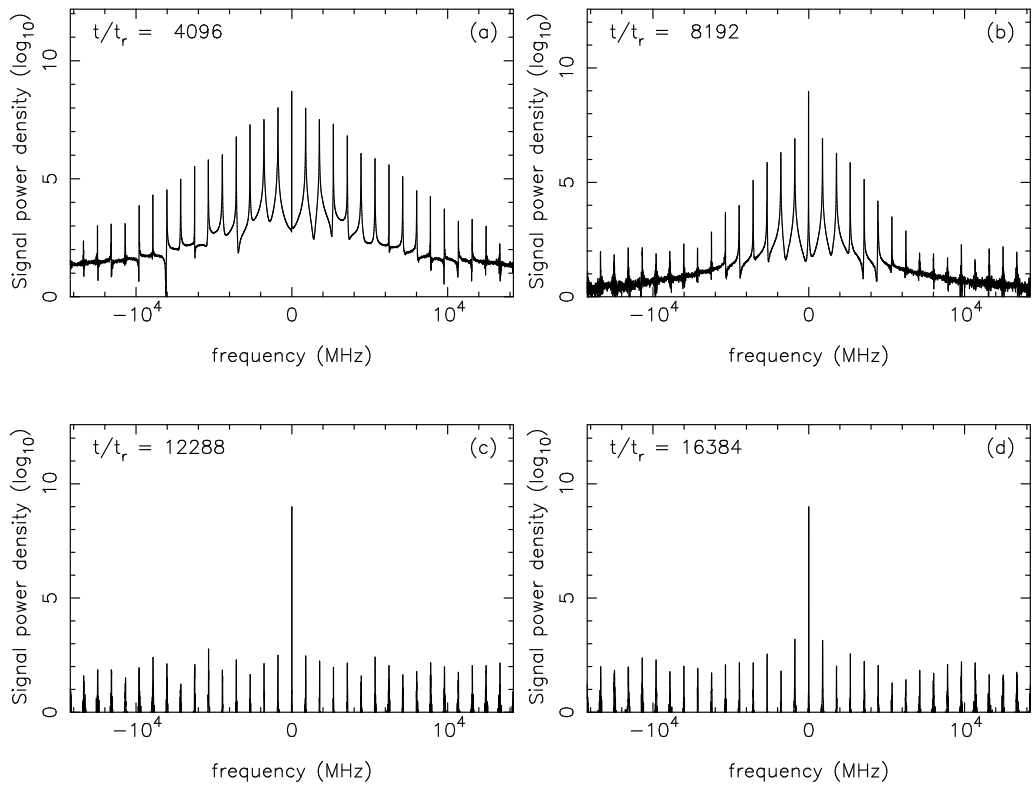 t/t_r = 4096 (a)
Signal power density (log_10)
10
5
0
−10^4 0 10^4
frequency (MHz)
t/t_r = 8192 (b)
Signal power density (log_10)
10
5
0
−10^4 0 10^4
frequency (MHz)
t/t_r = 12288 (c)
Signal power density (log_10)
10
5
0
−10^4 0 10^4
frequency (MHz)
t/t_r = 16384 (d)
Signal power density (log_10)
10
5
0
−10^4 0 10^4
frequency (MHz)